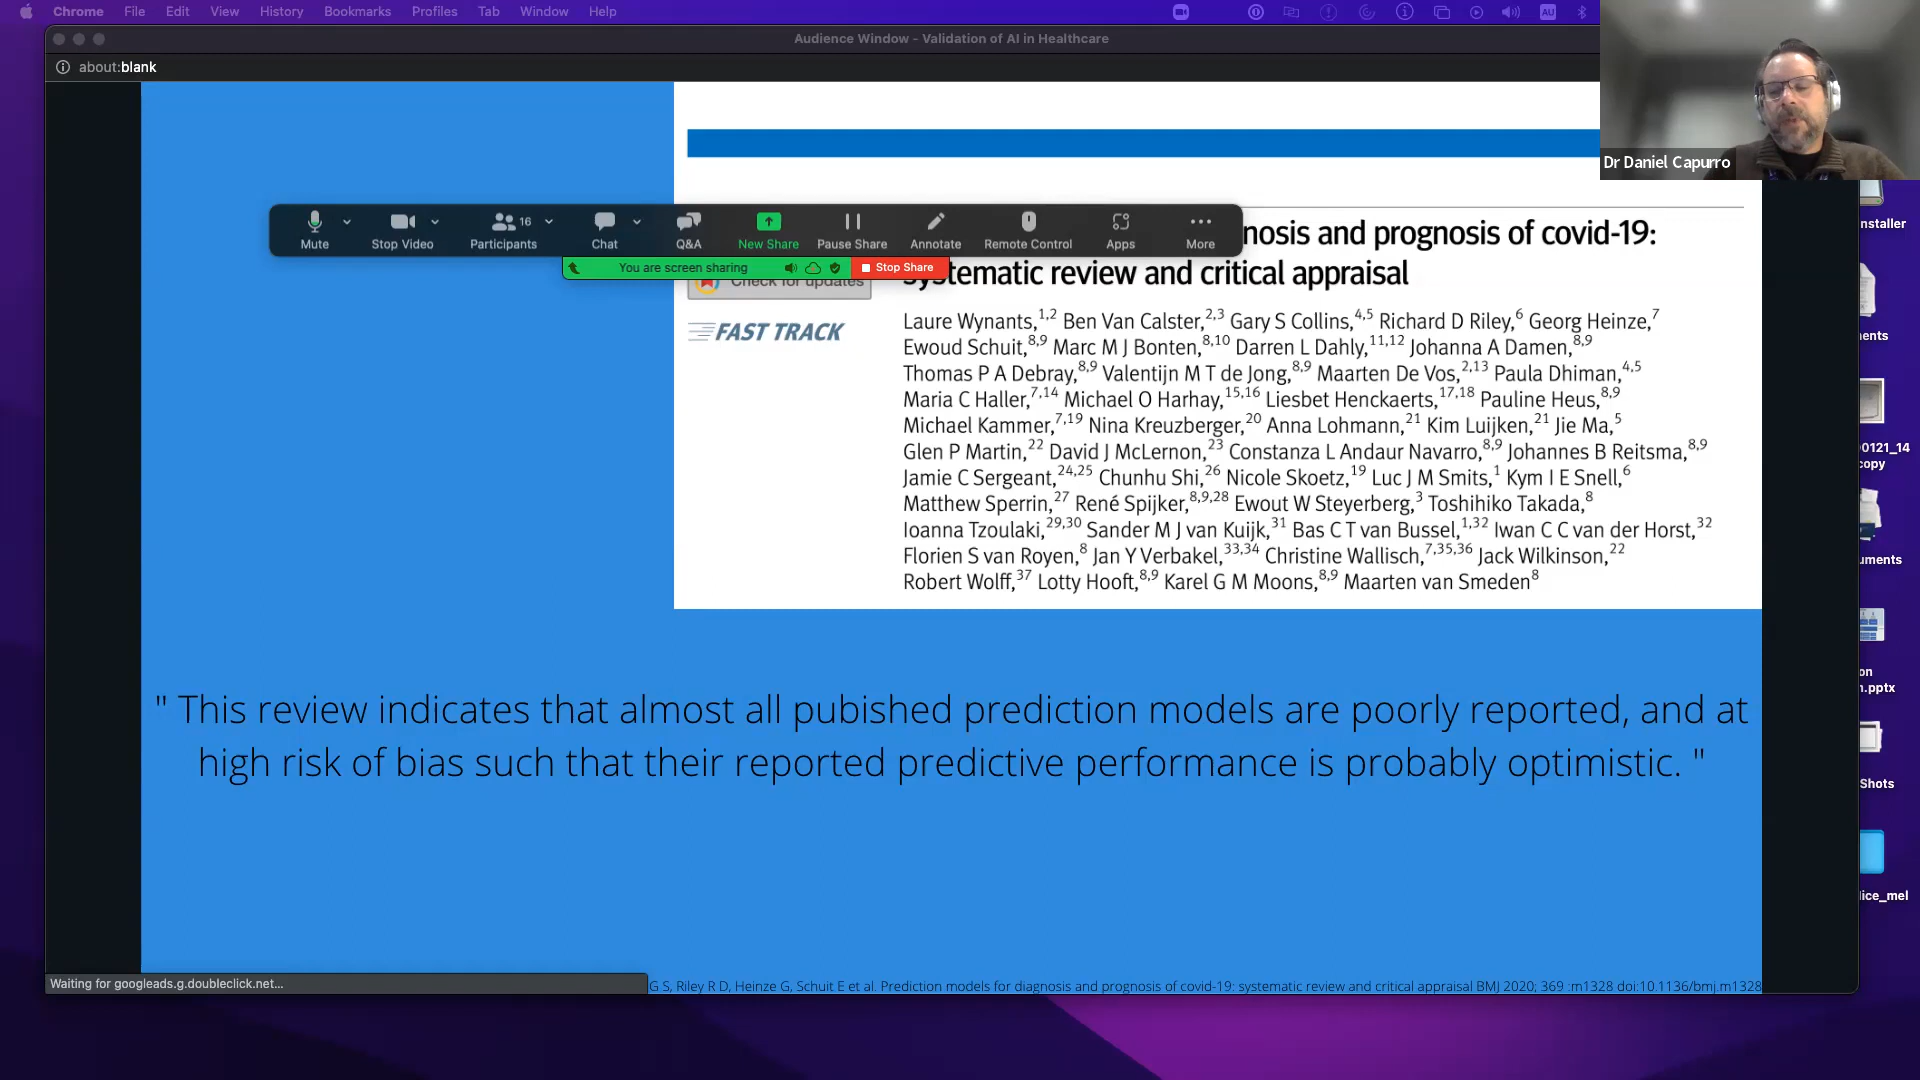 Chrome File Edit View History Bookmarks Profiles Tab Window Help
AU
Audience Window - Validation of AI in Healthcare
about:blank
Dr Daniel Capurro
Mute Stop Video Participants 16 Chat Q&A New Share Pause Share Annotate Remote Control Apps More
You are screen sharing Stop Share
nosis and prognosis of covid-19:
systematic review and critical appraisal
Check for updates
FAST TRACK
Laure Wynants,1,2 Ben Van Calster,2,3 Gary S Collins,4,5 Richard D Riley,6 Georg Heinze,7
Ewoud Schuit,8,9 Marc M J Bonten,8,10 Darren L Dahly,11,12 Johanna A Damen,8,9
Thomas P A Debray,8,9 Valentijn M T de Jong,8,9 Maarten De Vos,2,13 Paula Dhiman,4,5
Maria C Haller,7,14 Michael O Harhay,15,16 Liesbet Henckaerts,17,18 Pauline Heus,8,9
Michael Kammer,7,19 Nina Kreuzberger,20 Anna Lohmann,21 Kim Luijken,21 Jie Ma,5
Glen P Martin,22 David J McLernon,23 Constanza L Andaur Navarro,8,9 Johannes B Reitsma,8,9
Jamie C Sergeant,24,25 Chunhu Shi,26 Nicole Skoetz,19 Luc J M Smits,1 Kym I E Snell,6
Matthew Sperrin,27 René Spijker,8,9,28 Ewout W Steyerberg,3 Toshihiko Takada,8
Ioanna Tzoulaki,29,30 Sander M J van Kuijk,31 Bas C T van Bussel,1,32 Iwan C C van der Horst,32
Florien S van Royen,8 Jan Y Verbakel,33,34 Christine Wallisch,7,35,36 Jack Wilkinson,22
Robert Wolff,37 Lotty Hooft,8,9 Karel G M Moons,8,9 Maarten van Smeden8
" This review indicates that almost all pubished prediction models are poorly reported, and at
high risk of bias such that their reported predictive performance is probably optimistic. "
Waiting for googleads.g.doubleclick.net...
G S, Riley R D, Heinze G, Schuit E et al. Prediction models for diagnosis and prognosis of covid-19: systematic review and critical appraisal BMJ 2020; 369 :m1328 doi:10.1136/bmj.m1328
nstaller
ents
0121_14
copy
uments
on
.pptx
Shots
lice_mel